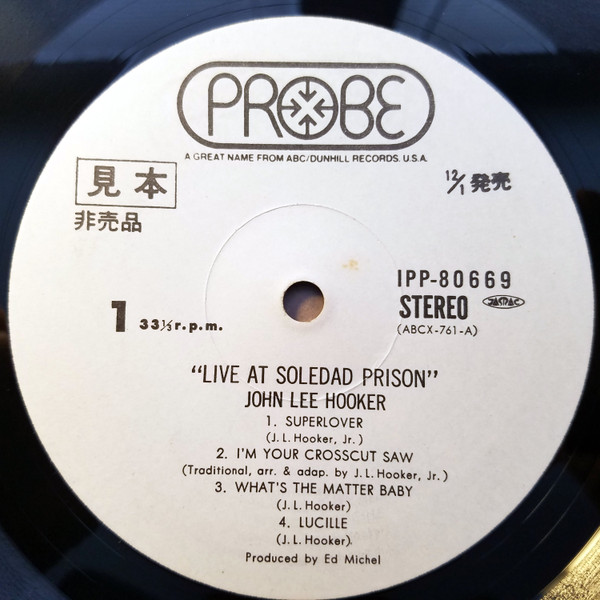 PROBE
A GREAT NAME FROM ABC/DUNHILL RECORDS. U.S.A.
見本
非売品
12/1 発売
IPP-80669
STEREO
JASRAC
(ABCX-761-A)
1 33⅓ r.p.m.
"LIVE AT SOLEDAD PRISON"
JOHN LEE HOOKER
1. SUPERLOVER
(J.L. Hooker, Jr.)
2. I'M YOUR CROSSCUT SAW
(Traditional, arr. & adap. by J.L. Hooker, Jr.)
3. WHAT'S THE MATTER BABY
(J.L. Hooker)
4. LUCILLE
(J.L. Hooker)
Produced by Ed Michel